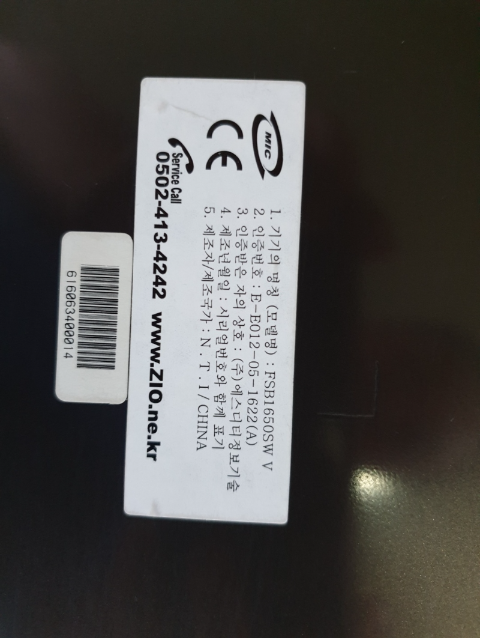 MIC
CE
1. 기기의 명칭 (모델명) : FSB1650SW V
2. 인증번호 : E-E012-05-1622(A)
3. 인증받은 자의 상호 : (주)에스디티정보기술
4. 제조년월일 : 시리얼번호와 함께 표기
5. 제조자/제조국가 : N . T . I / CHINA
Service Call
0502-413-4242 www.ZIO.ne.kr
616063400014